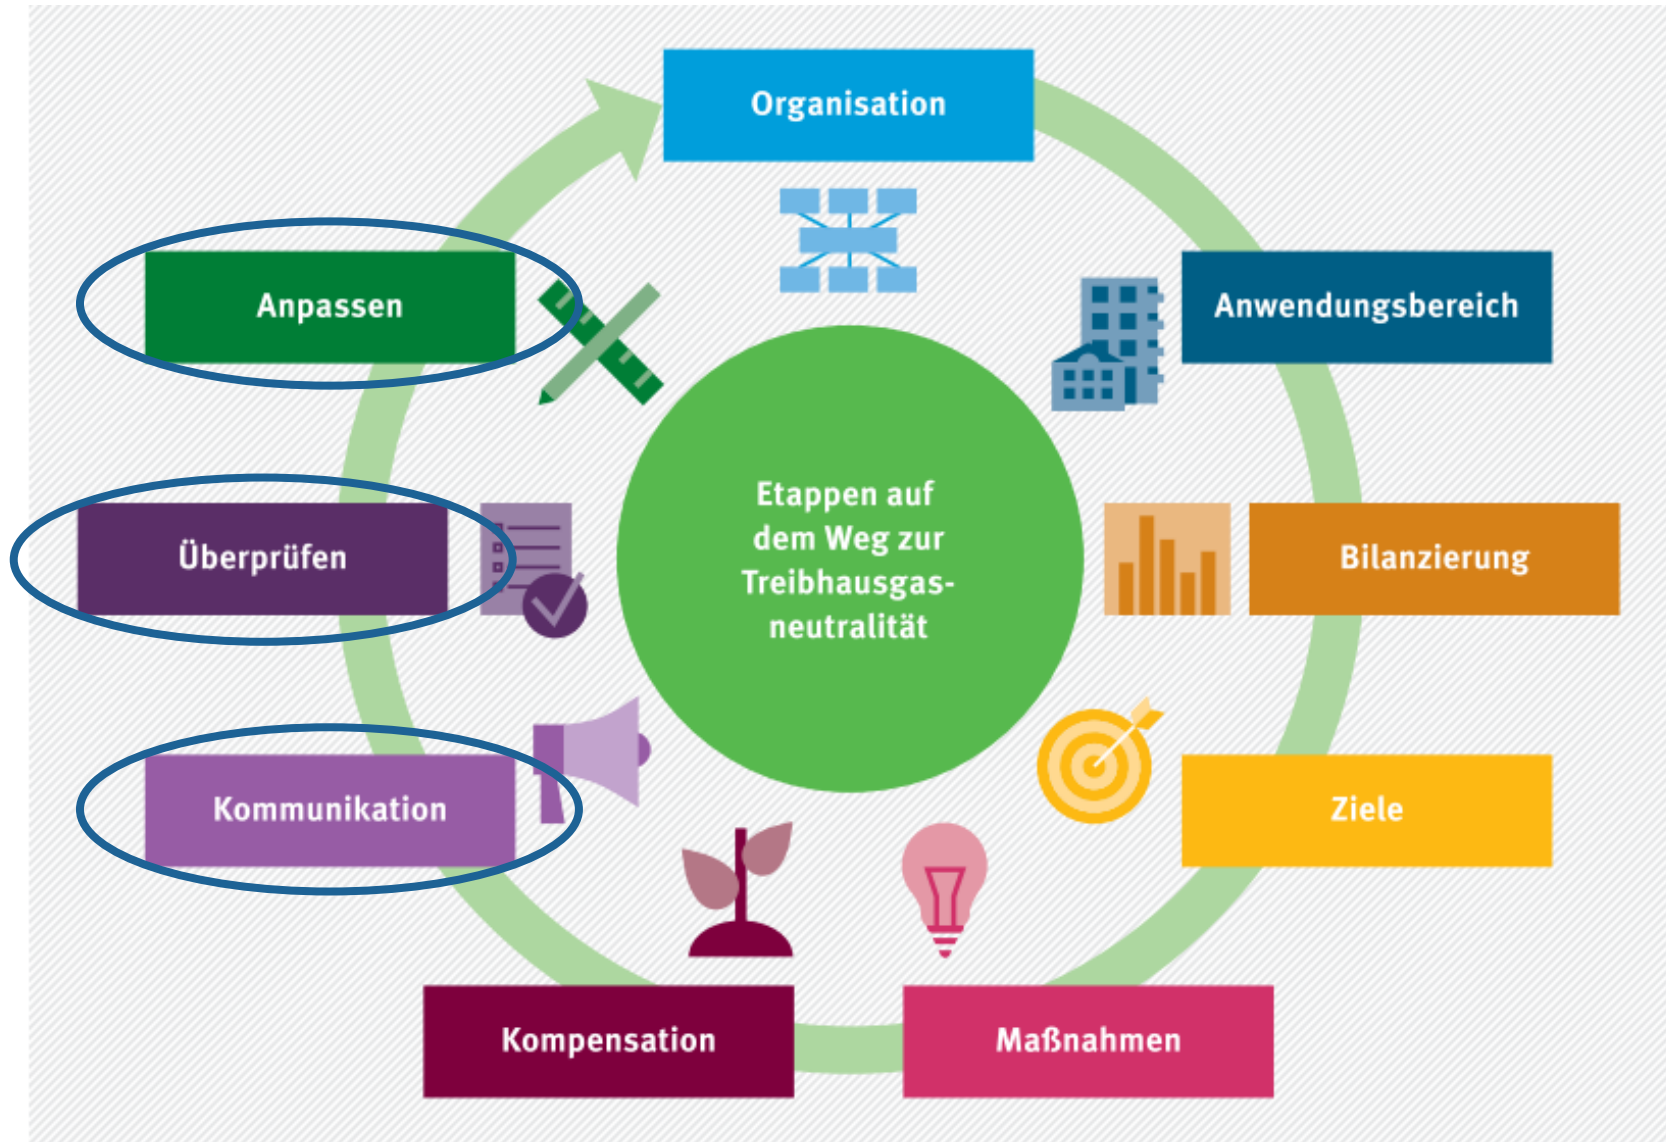 Organisation
Anwendungsbereich
Bilanzierung
Ziele
Maßnahmen
Kompensation
Kommunikation
Überprüfen
Anpassen
Etappen auf
dem Weg zur
Treibhausgas-
neutralität